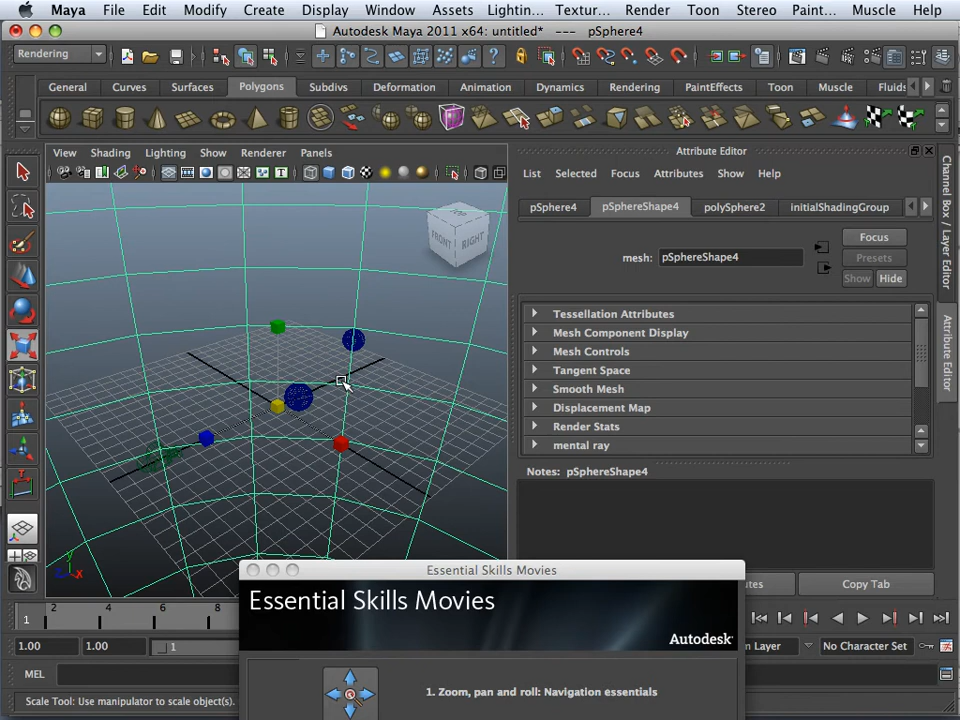 Maya File Edit Modify Create Display Window Assets Lightin... Textur... Render Toon Stereo Paint... Muscle Help
Autodesk Maya 2011 x64: untitled* --- pSphere4
Rendering
General Curves Surfaces Polygons Subdivs Deformation Animation Dynamics Rendering PaintEffects Toon Muscle Fluids
View Shading Lighting Show Renderer Panels
Attribute Editor
List Selected Focus Attributes Show Help
pSphere4 pSphereShape4 polySphere2 initialShadingGroup
Focus
mesh: pSphereShape4
Presets
Show Hide
FRONT RIGHT
Tessellation Attributes
Mesh Component Display
Mesh Controls
Tangent Space
Smooth Mesh
Displacement Map
Render Stats
mental ray
Notes: pSphereShape4
Channel Box / Layer Editor
Attribute Editor
y
z x
Essential Skills Movies
Copy Tab
Essential Skills Movies
Autodesk
2 4 6 8
1
1.00 1.00 1
No Character Set
MEL
Scale Tool: Use manipulator to scale object(s).
1. Zoom, pan and roll: Navigation essentials